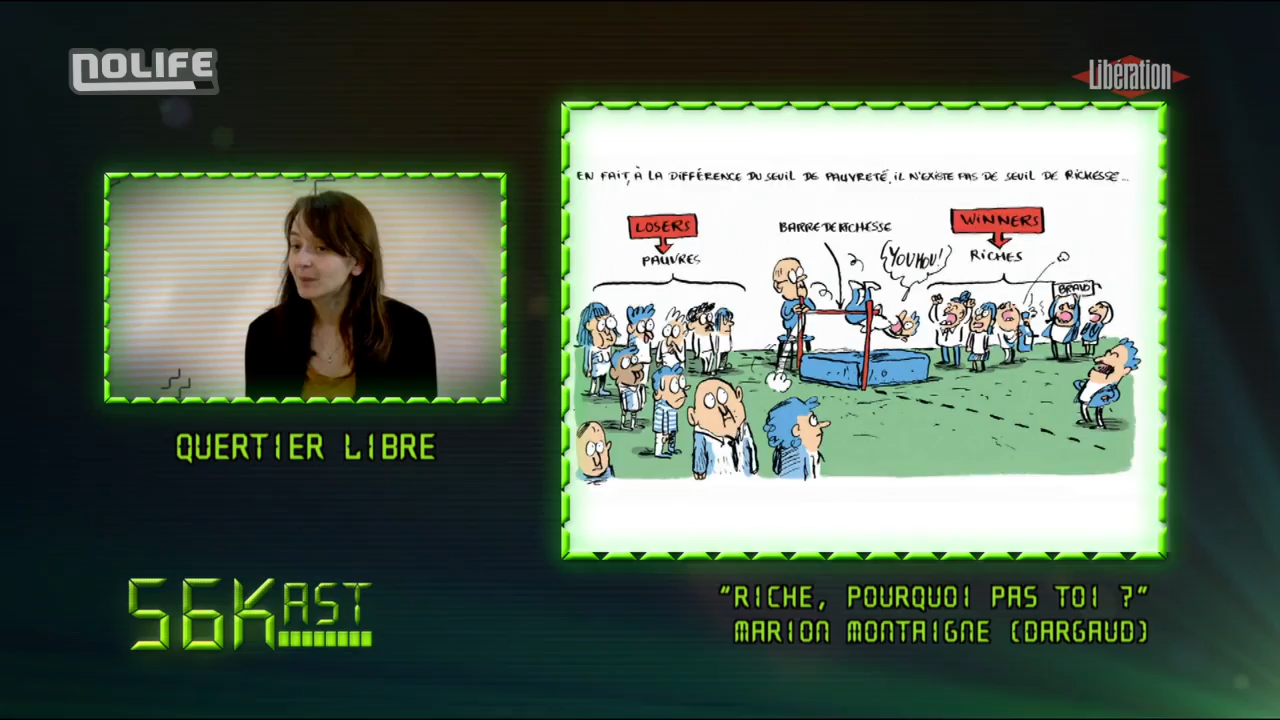 NOLIFE
Libération
EN FAIT, À LA DIFFÉRENCE DU SEUIL DE PAUVRETÉ, IL N'EXISTE PAS DE SEUIL DE RICHESSE...
LOSERS
PAUVRES
BARRE DE RICHESSE
YOUHOU!
WINNERS
RICHES
BRAVO
QUERTIER LIBRE
56KAST
"RICHE, POURQUOI PAS TOI ?"
MARION MONTAIGNE (DARGAUD)